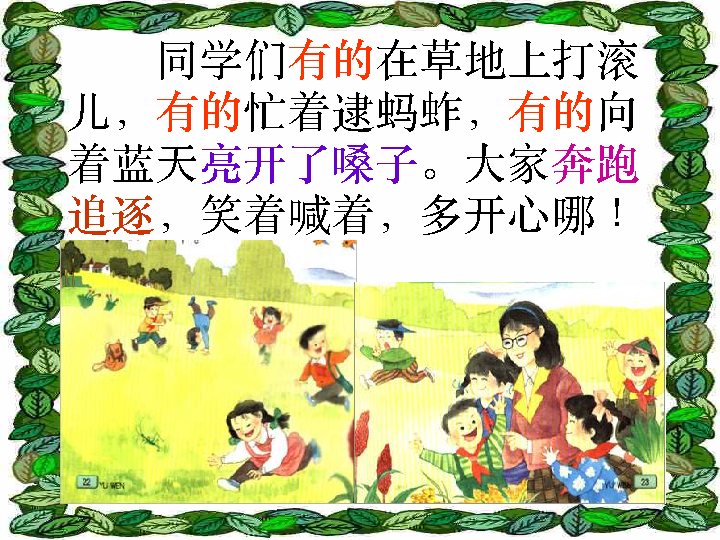 同学们有的在草地上打滚
儿，有的忙着逮蚂蚱，有的向
着蓝天亮开了嗓子。大家奔跑
追逐，笑着喊着，多开心哪！
22 YU WEN
YU WEN 23